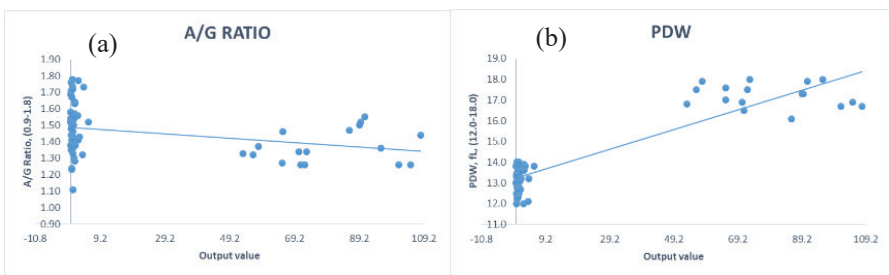 (a)
A/G RATIO
A/G Ratio, (0.9-1.8)
1.90
1.80
1.70
1.60
1.50
1.40
1.30
1.20
1.10
1.00
0.90
-10.8 9.2 29.2 49.2 69.2 89.2 109.2
Output value
(b)
PDW
PDW, fL, (12.0-18.0)
19.0
18.0
17.0
16.0
15.0
14.0
13.0
12.0
11.0
-10.8 9.2 29.2 49.2 69.2 89.2 109.2
Output value